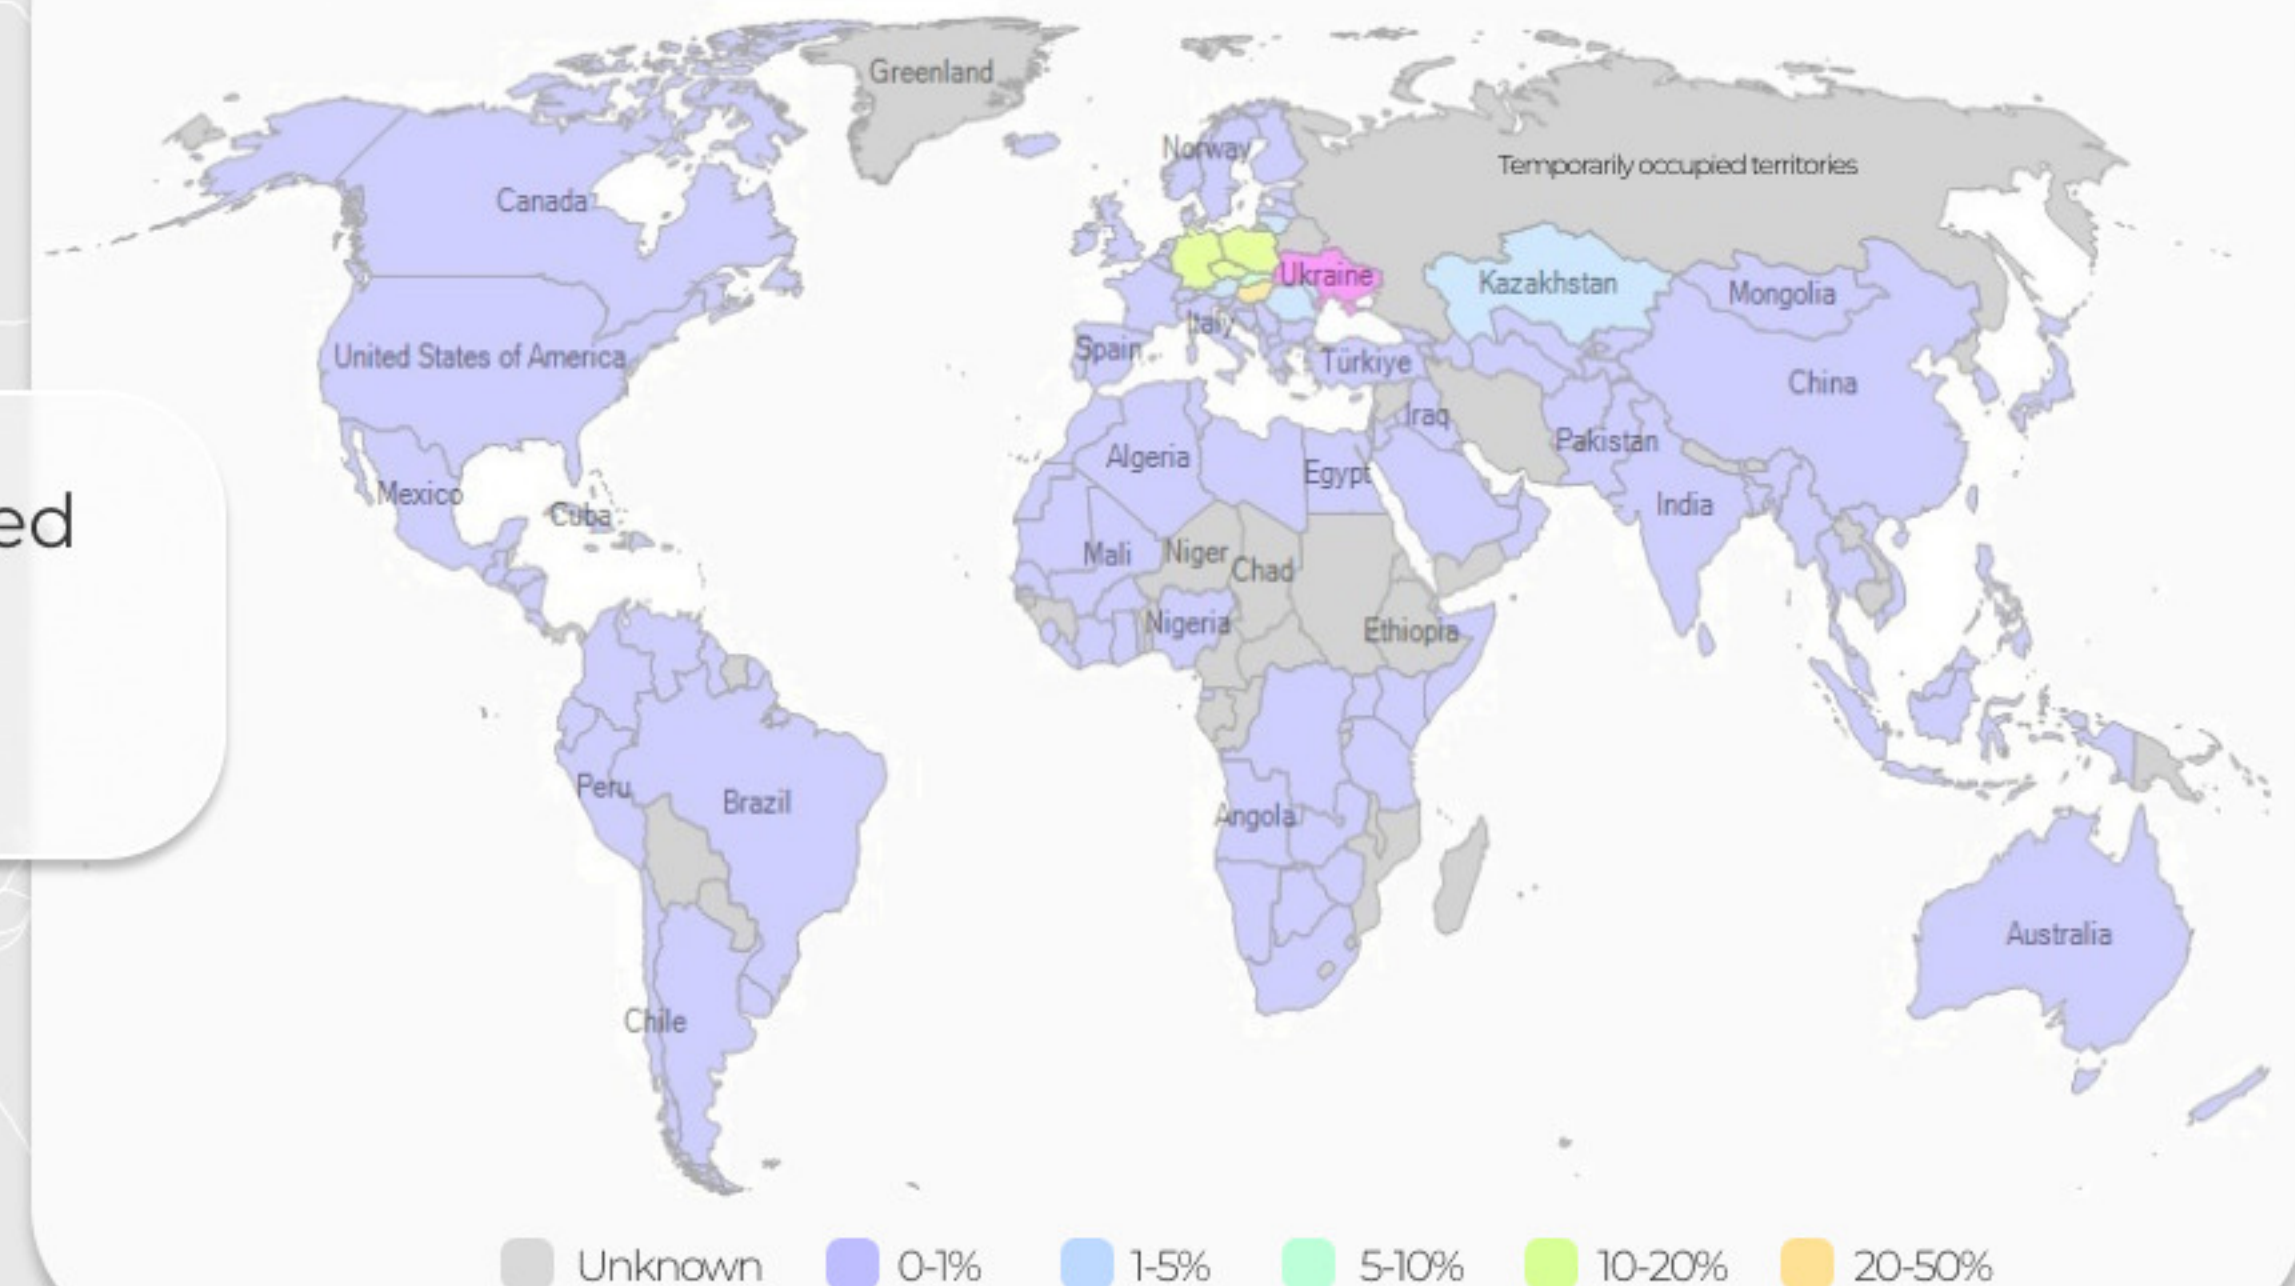 Greenland
Norway
Temporarily occupied territories
Canada
Ukraine
Kazakhstan
Mongolia
Italy
United States of America
Spain
Türkiye
China
Iraq
Pakistan
Algeria
Egypt
Mexico
India
Cuba
Mali
Niger
Chad
Nigeria
Ethiopia
Peru
Brazil
Angola
Australia
Chile
ed
Unknown
0-1%
1-5%
5-10%
10-20%
20-50%